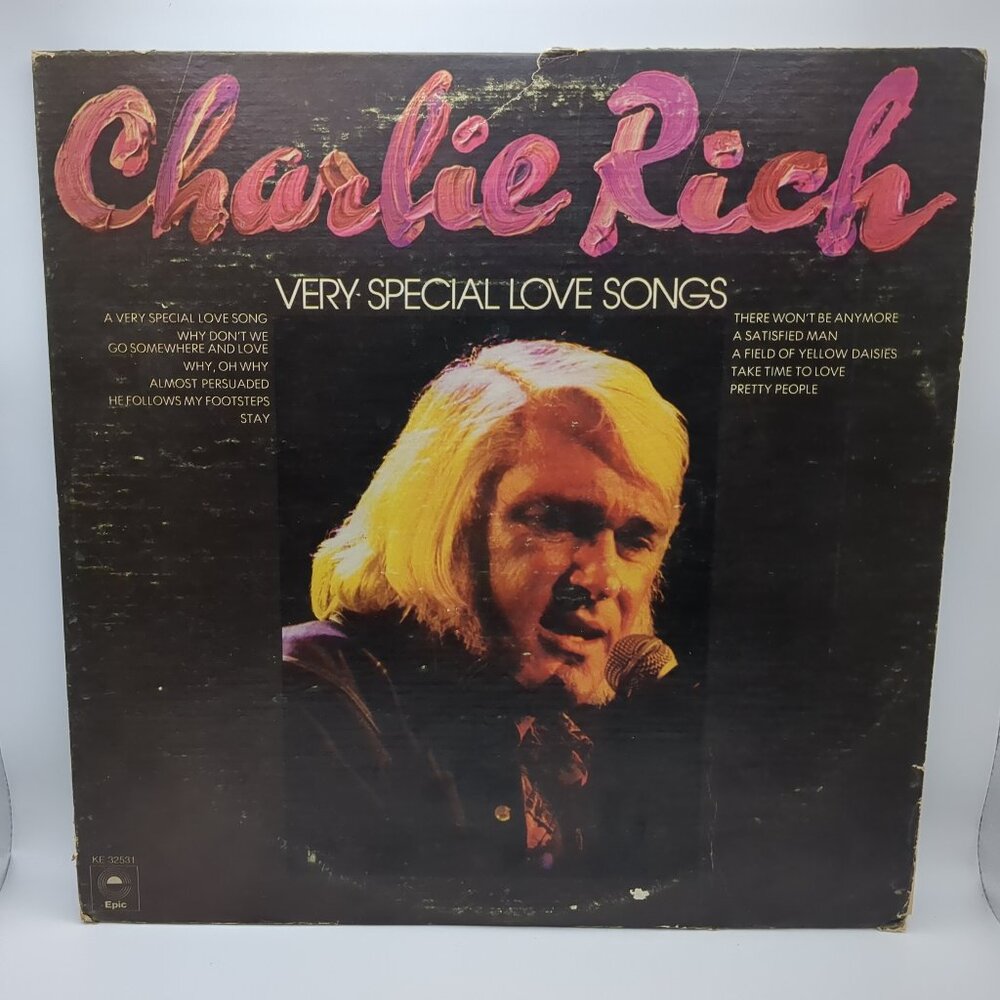 Charlie Rich
VERY SPECIAL LOVE SONGS
A VERY SPECIAL LOVE SONG
WHY DON'T WE
GO SOMEWHERE AND LOVE
WHY, OH WHY
ALMOST PERSUADED
HE FOLLOWS MY FOOTSTEPS
STAY
THERE WON'T BE ANYMORE
A SATISFIED MAN
A FIELD OF YELLOW DAISIES
TAKE TIME TO LOVE
PRETTY PEOPLE
KE 32531
Epic